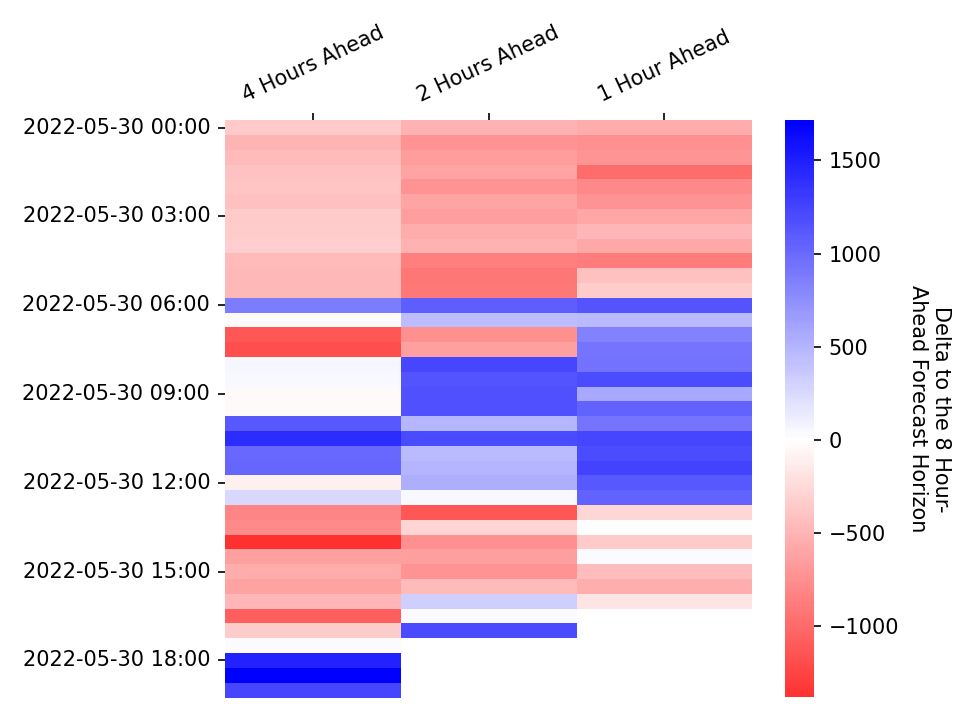 4 Hours Ahead
2 Hours Ahead
1 Hour Ahead
2022-05-30 00:00
2022-05-30 03:00
2022-05-30 06:00
2022-05-30 09:00
2022-05-30 12:00
2022-05-30 15:00
2022-05-30 18:00
1500
1000
500
0
−500
−1000
Delta to the 8 Hour-
Ahead Forecast Horizon